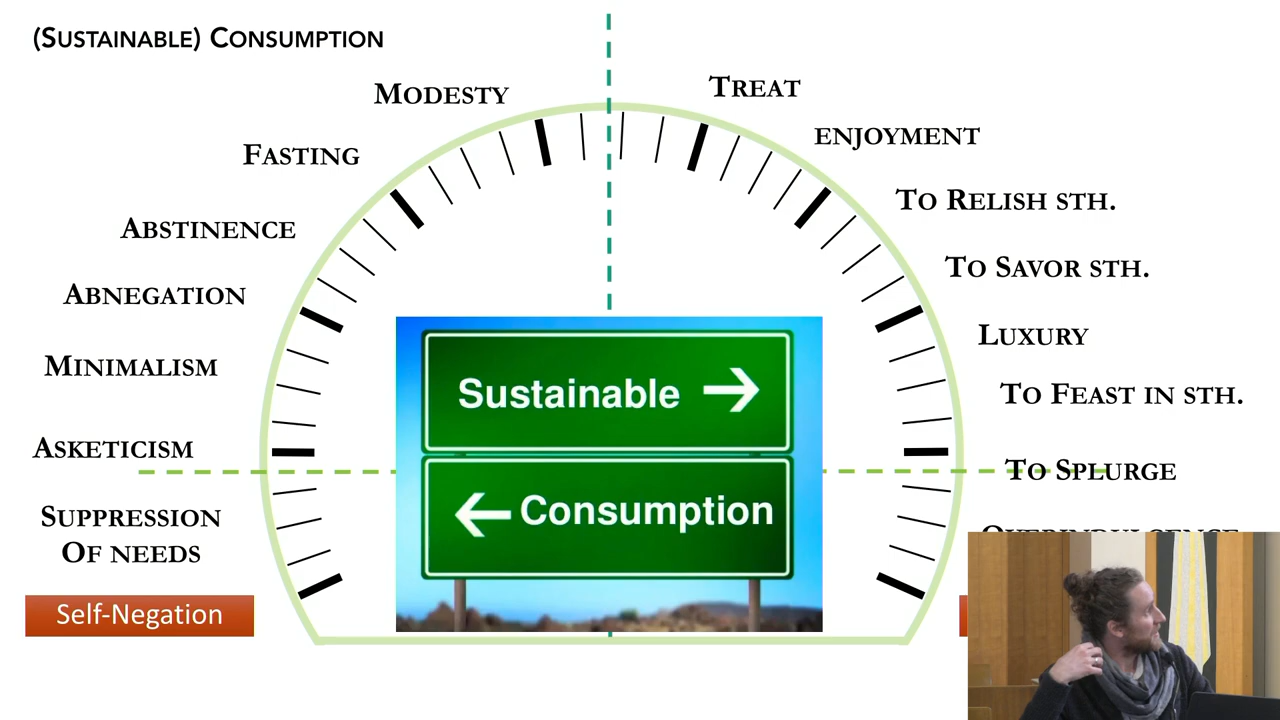 (SUSTAINABLE) CONSUMPTION
MODESTY
TREAT
FASTING
ENJOYMENT
ABSTINENCE
TO RELISH STH.
ABNEGATION
TO SAVOR STH.
MINIMALISM
LUXURY
TO FEAST IN STH.
ASKETICISM
TO SPLURGE
SUPPRESSION
OF NEEDS
OVERINDULGENCE
Self-Negation
Sustainable →
← Consumption